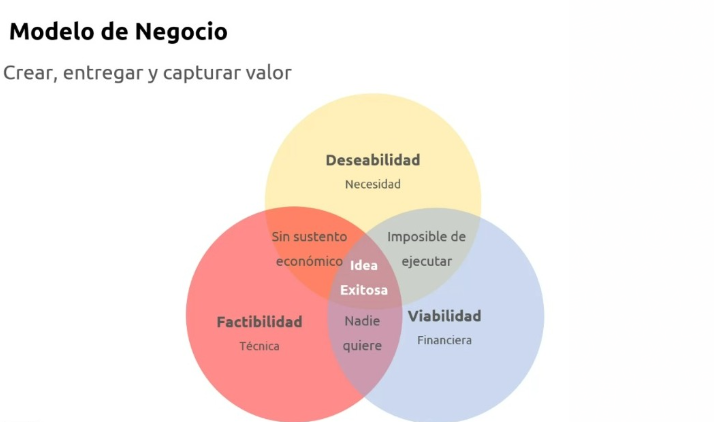 Modelo de Negocio
Crear, entregar y capturar valor
Deseabilidad
Necesidad
Sin sustento
económico
Imposible de
ejecutar
Idea
Exitosa
Factibilidad
Técnica
Nadie
quiere
Viabilidad
Financiera